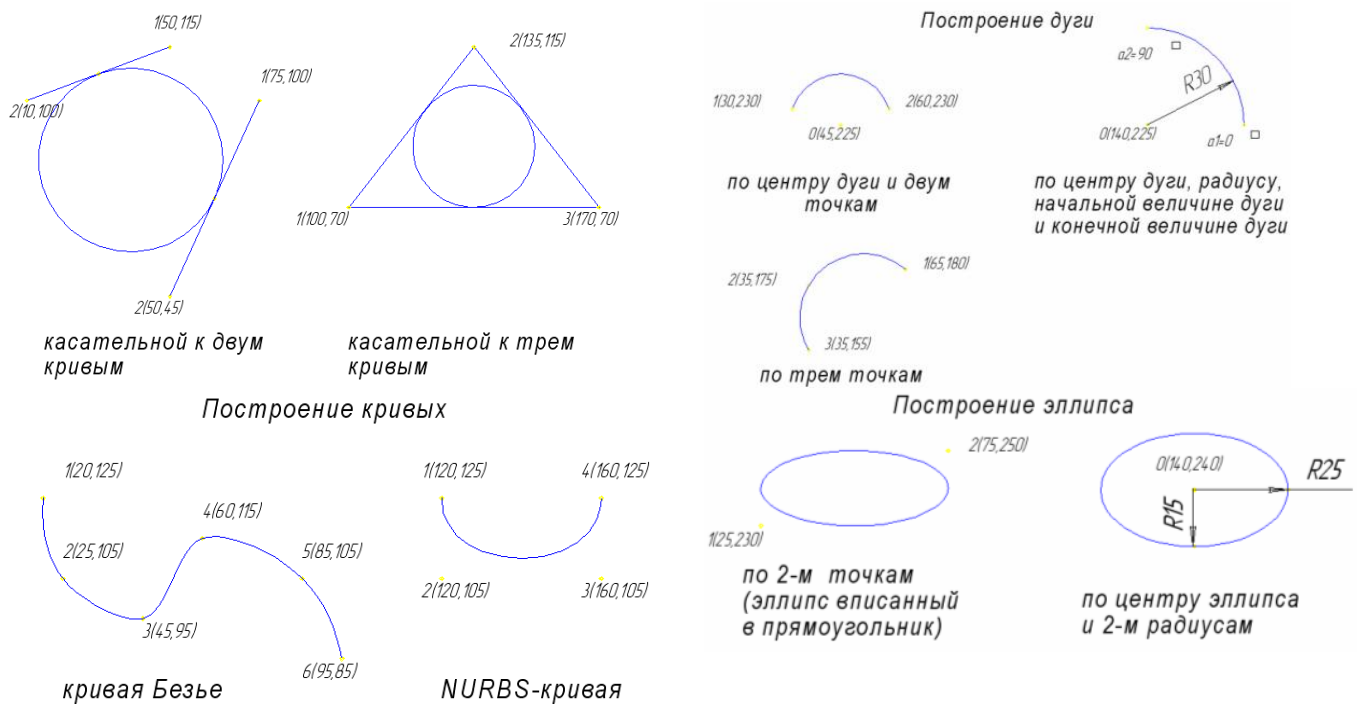 1(50,115)
2(10,100)
1(75,100)
2(50,45)
касательной к двум
кривым
2(135,115)
1(100,70)
3(170,70)
касательной к трем
кривым
Построение кривых
1(20,125)
2(25,105)
3(45,95)
4(60,115)
5(85,105)
6(95,85)
кривая Безье
1(120,125)
4(160,125)
2(120,105)
3(160,105)
NURBS-кривая
Построение дуги
1(30,230)
2(60,230)
0(45,225)
по центру дуги и двум
точкам
a2=90
R30
0(140,225)
a1=0
по центру дуги, радиусу,
начальной величине дуги
и конечной величине дуги
1(65,180)
2(35,175)
3(35,155)
по трем точкам
Построение эллипса
2(75,250)
1(25,230)
по 2-м точкам
(эллипс вписанный
в прямоугольник)
0(140,240)
R25
R15
по центру эллипса
и 2-м радиусам